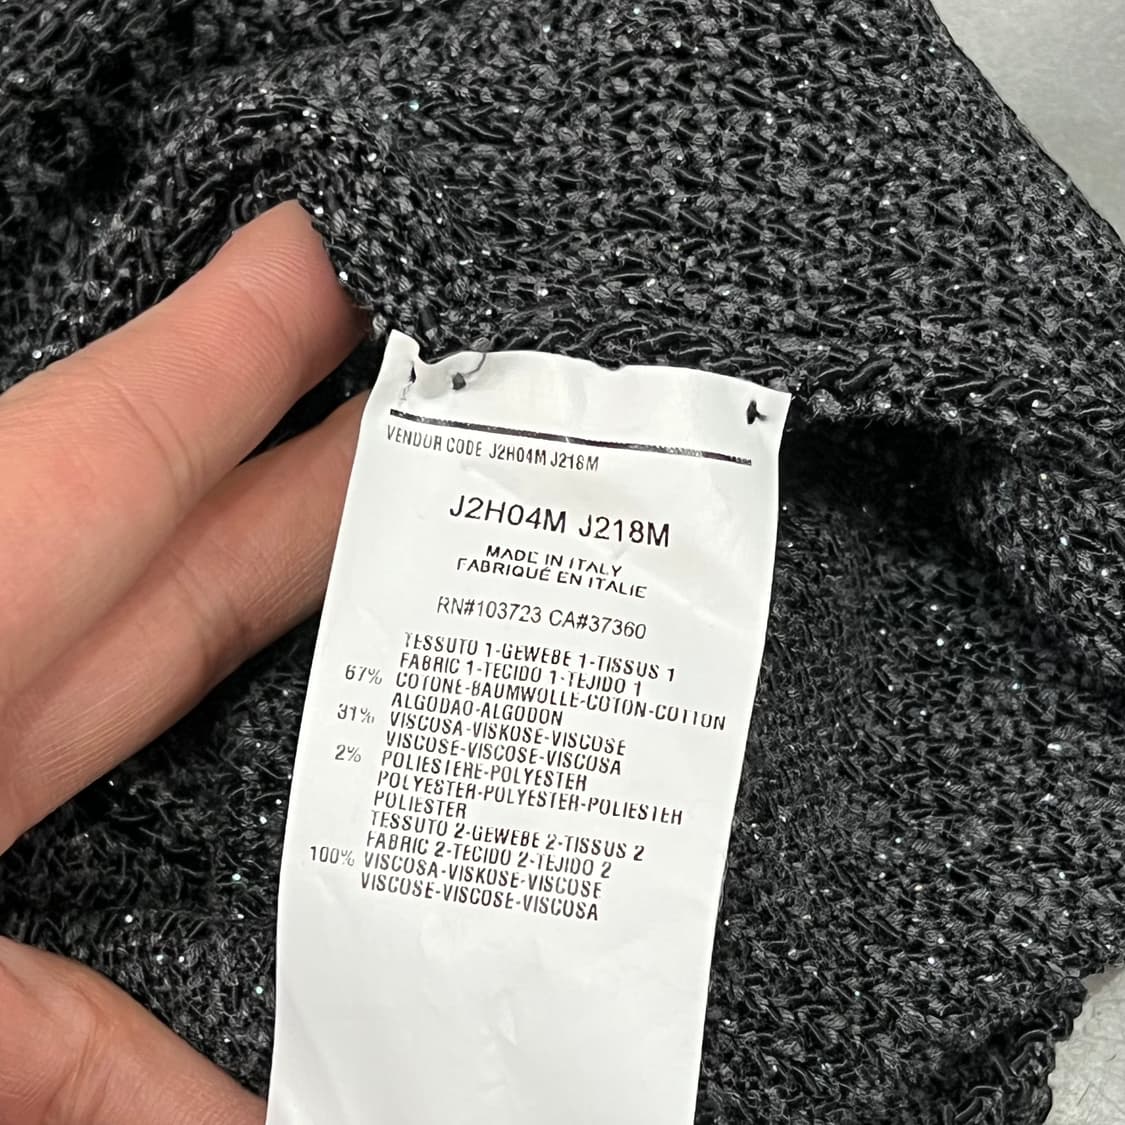 VENDOR CODE J2H04M J218M
J2H04M J218M
MADE IN ITALY
FABRIQUÉ EN ITALIE
RN#103723 CA#37360
TESSUTO 1-GEWEBE 1-TISSUS 1
FABRIC 1-TECIDO 1-TEJIDO 1
67% COTONE-BAUMWOLLE-COTON-COTTON
ALGODAO-ALGODON
31% VISCOSA-VISKOSE-VISCOSE
VISCOSE-VISCOSE-VISCOSA
2% POLIESTERE-POLYESTER
POLYESTER-POLYESTER-POLIESTER
POLIESTER
TESSUTO 2-GEWEBE 2-TISSUS 2
FABRIC 2-TECIDO 2-TEJIDO 2
100% VISCOSA-VISKOSE-VISCOSE
VISCOSE-VISCOSE-VISCOSA